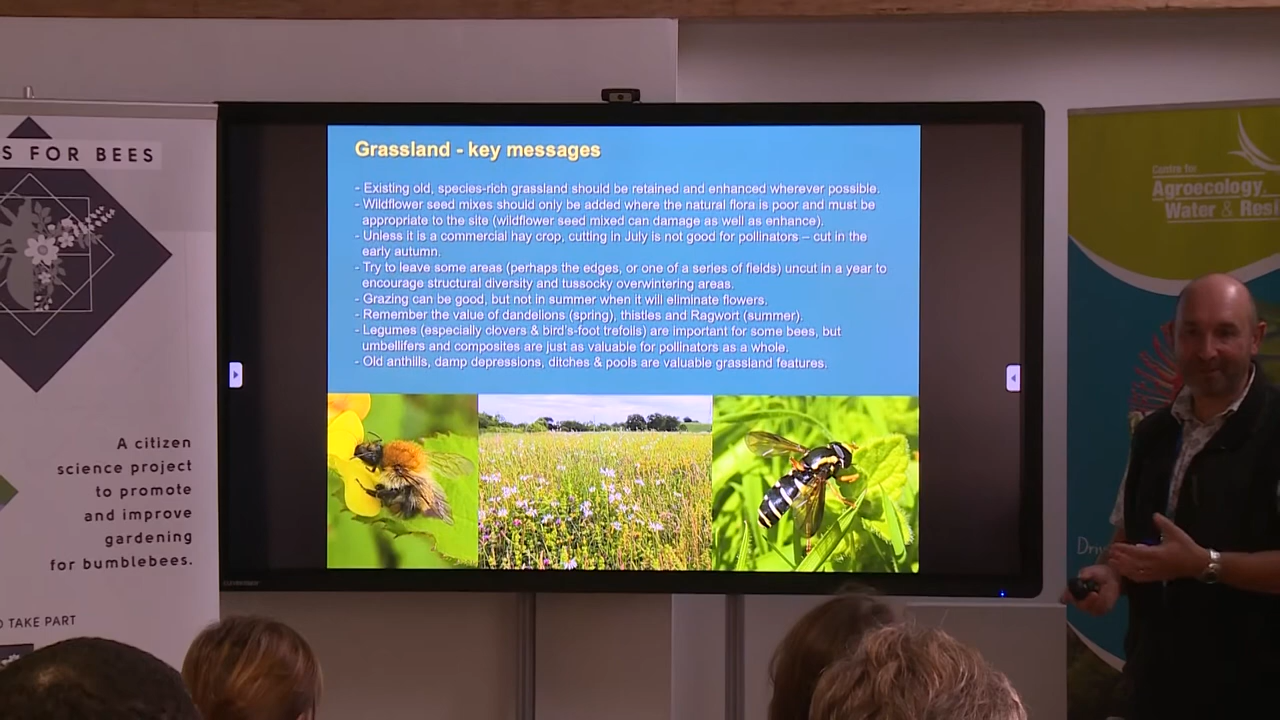 S FOR BEES
A citizen
science project
to promote
and improve
gardening
for bumblebees.
TAKE PART
Grassland - key messages
- Existing old, species-rich grassland should be retained and enhanced wherever possible.
- Wildflower seed mixes should only be added where the natural flora is poor and must be
appropriate to the site (wildflower seed mixed can damage as well as enhance).
- Unless it is a commercial hay crop, cutting in July is not good for pollinators – cut in the
early autumn.
- Try to leave some areas (perhaps the edges, or one of a series of fields) uncut in a year to
encourage structural diversity and tussocky overwintering areas.
- Grazing can be good, but not in summer when it will eliminate flowers.
- Remember the value of dandelions (spring), thistles and Ragwort (summer).
- Legumes (especially clovers & bird's-foot trefoils) are important for some bees, but
umbellifers and composites are just as valuable for pollinators as a whole.
- Old anthills, damp depressions, ditches & pools are valuable grassland features.
Centre for
Agroecology,
Water & Resi
Dri